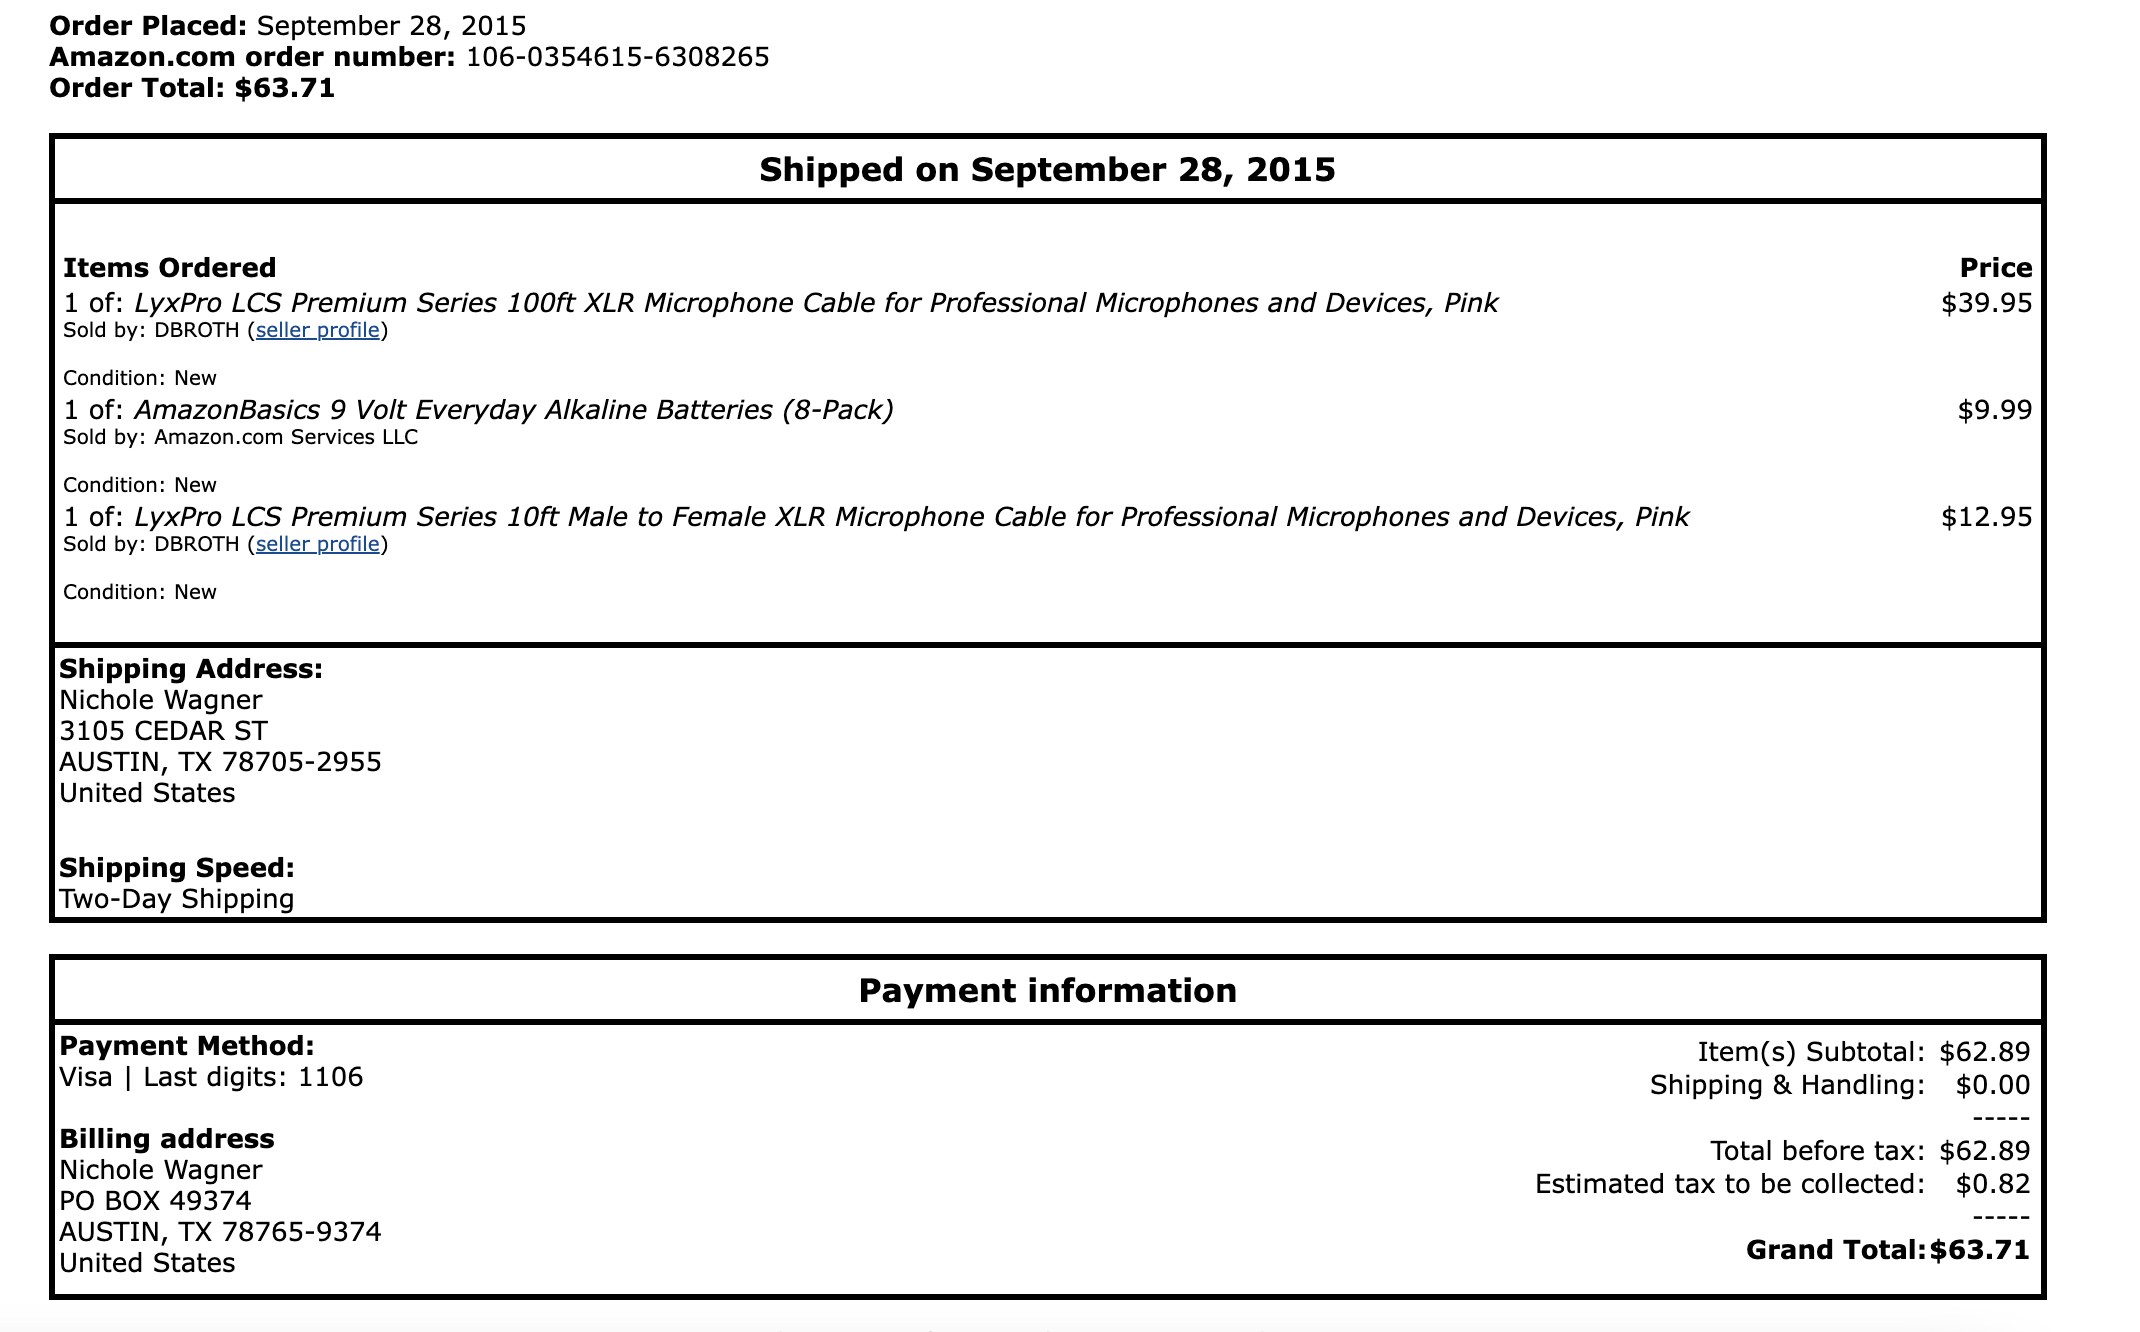 Order Placed: September 28, 2015
Amazon.com order number: 106-0354615-6308265
Order Total: $63.71
Shipped on September 28, 2015
Items Ordered Price
1 of: LyxPro LCS Premium Series 100ft XLR Microphone Cable for Professional Microphones and Devices, Pink $39.95
Sold by: DBROTH (seller profile)
Condition: New
1 of: AmazonBasics 9 Volt Everyday Alkaline Batteries (8-Pack) $9.99
Sold by: Amazon.com Services LLC
Condition: New
1 of: LyxPro LCS Premium Series 10ft Male to Female XLR Microphone Cable for Professional Microphones and Devices, Pink $12.95
Sold by: DBROTH (seller profile)
Condition: New
Shipping Address:
Nichole Wagner
3105 CEDAR ST
AUSTIN, TX 78705-2955
United States
Shipping Speed:
Two-Day Shipping
Payment information
Payment Method:
Visa | Last digits: 1106
Billing address
Nichole Wagner
PO BOX 49374
AUSTIN, TX 78765-9374
United States
Item(s) Subtotal: $62.89
Shipping & Handling: $0.00
-----
Total before tax: $62.89
Estimated tax to be collected: $0.82
-----
Grand Total: $63.71